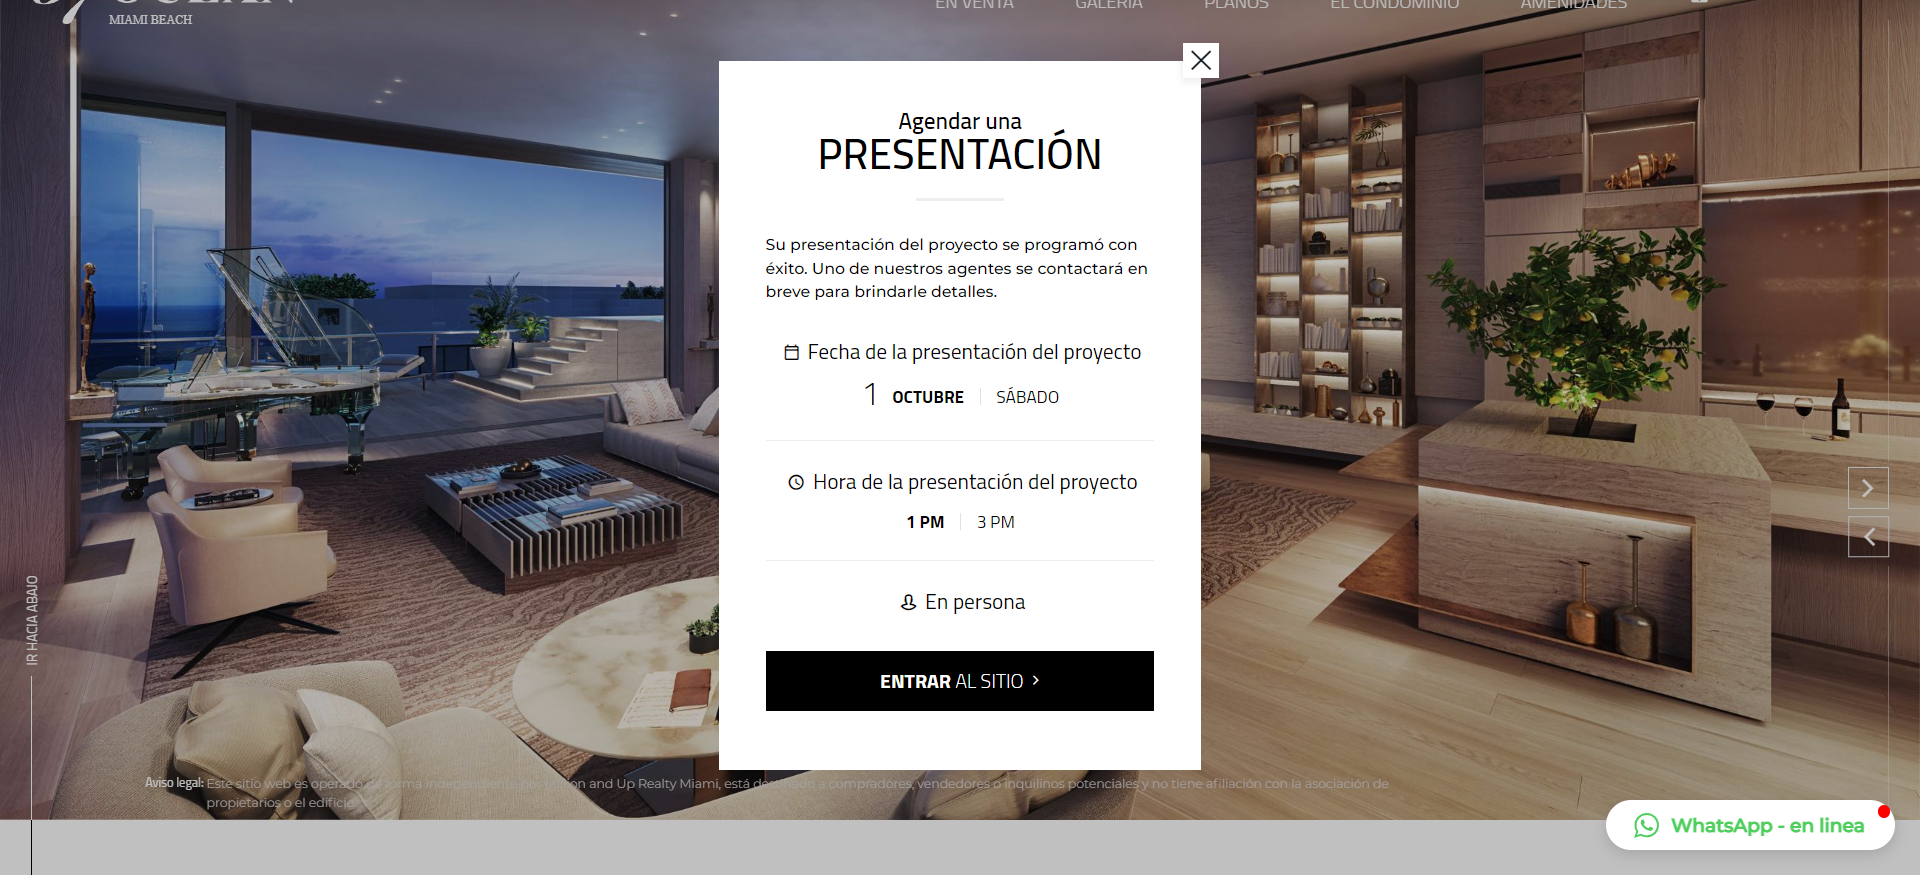 MIAMI BEACH
EN VENTA
GALERÍA
PLANOS
EL CONDOMINIO
AMENIDADES
Agendar una
PRESENTACIÓN
Su presentación del proyecto se programó con
éxito. Uno de nuestros agentes se contactará en
breve para brindarle detalles.
Fecha de la presentación del proyecto
1 OCTUBRE SÁBADO
Hora de la presentación del proyecto
1 PM 3 PM
En persona
ENTRAR AL SITIO
IR HACIA ABAJO
Aviso legal: Este sitio web es operado de forma and Up Realty Miami, está a compradores, vendedores o inquilinos potenciales y no tiene afiliación con la asociación de
propietarios o el edificio
WhatsApp - en linea